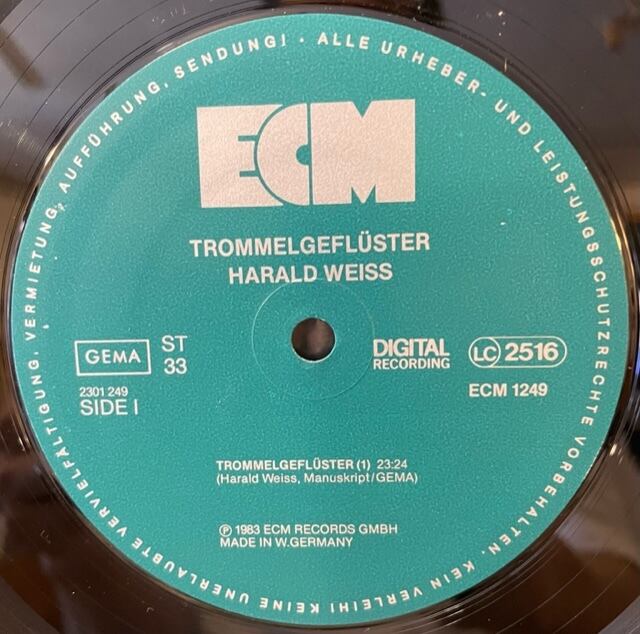 ECM
TROMMELGEFLÜSTER
HARALD WEISS
GEMA
ST
33
2301 249
SIDE I
DIGITAL
RECORDING
LC 2516
ECM 1249
TROMMELGEFLÜSTER (1) 23:24
(Harald Weiss, Manuskript/GEMA)
℗ 1983 ECM RECORDS GMBH
MADE IN W.GERMANY
ALLE URHEBER- UND LEISTUNGSSCHUTZRECHTE VORBEHALTEN. KEIN VERLEIH! KEINE UNERLAUBTE VERVIELFÄLTIGUNG, VERMIETUNG, AUFFÜHRUNG, SENDUNG! ·